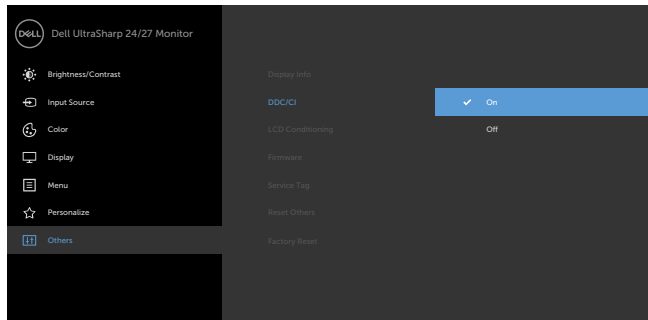 DELL Dell UltraSharp 24/27 Monitor
Brightness/Contrast
Input Source
Color
Display
Menu
Personalize
Others
Display Info
DDC/CI
LCD Conditioning
Firmware
Service Tag
Reset Others
Factory Reset
On
Off